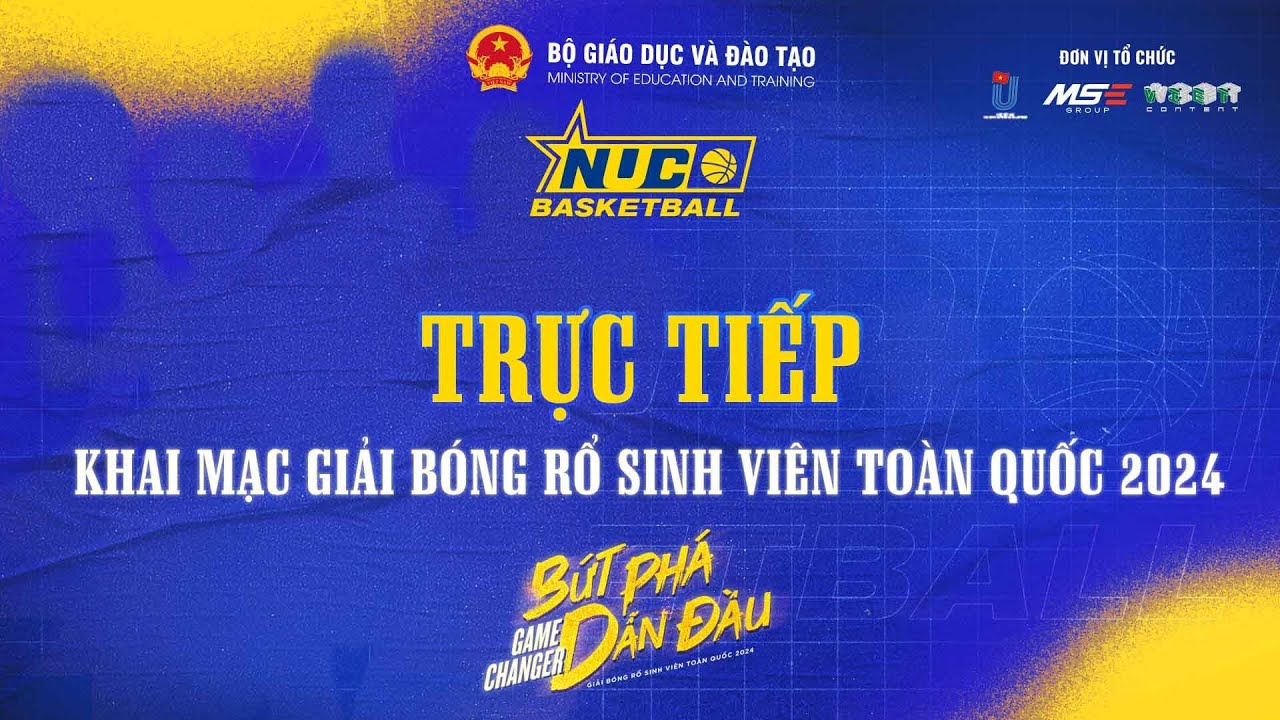 BỘ GIÁO DỤC VÀ ĐÀO TẠO
MINISTRY OF EDUCATION AND TRAINING
ĐƠN VỊ TỔ CHỨC
MSE
GROUP
VIET
CONTENT
NUC
BASKETBALL
TRỰC TIẾP
KHAI MẠC GIẢI BÓNG RỔ SINH VIÊN TOÀN QUỐC 2024
BỨT PHÁ
DẪN ĐẦU
GAME
CHANGER
GIẢI BÓNG RỔ SINH VIÊN TOÀN QUỐC 2024